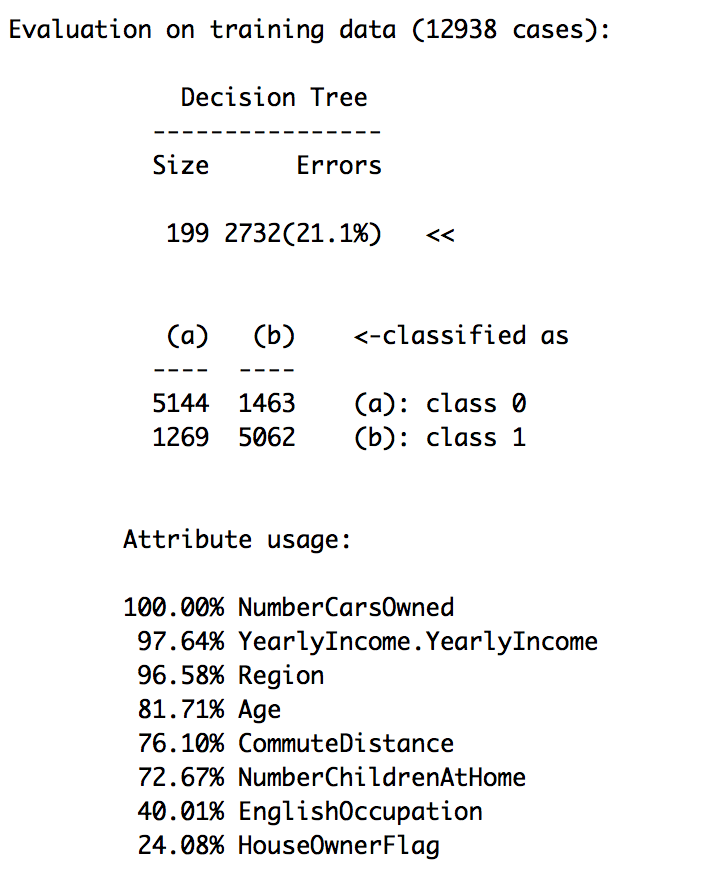 Evaluation on training data (12938 cases):
Decision Tree
----------------
Size Errors
199 2732(21.1%) <<
(a) (b) <-classified as
---- ----
5144 1463 (a): class 0
1269 5062 (b): class 1
Attribute usage:
100.00% NumberCarsOwned
97.64% YearlyIncome.YearlyIncome
96.58% Region
81.71% Age
76.10% CommuteDistance
72.67% NumberChildrenAtHome
40.01% EnglishOccupation
24.08% HouseOwnerFlag